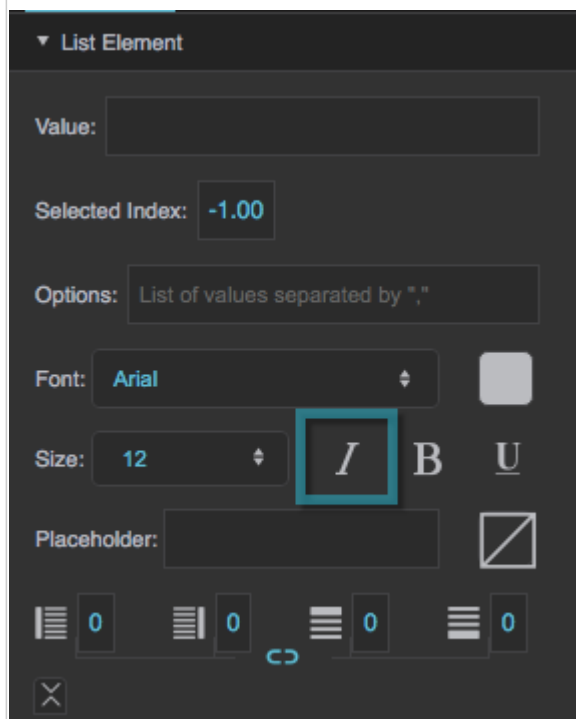 List Element
Value:
Selected Index: -1.00
Options: List of values separated by ","
Font: Arial
Size: 12 I B U
Placeholder:
0 0 0 0